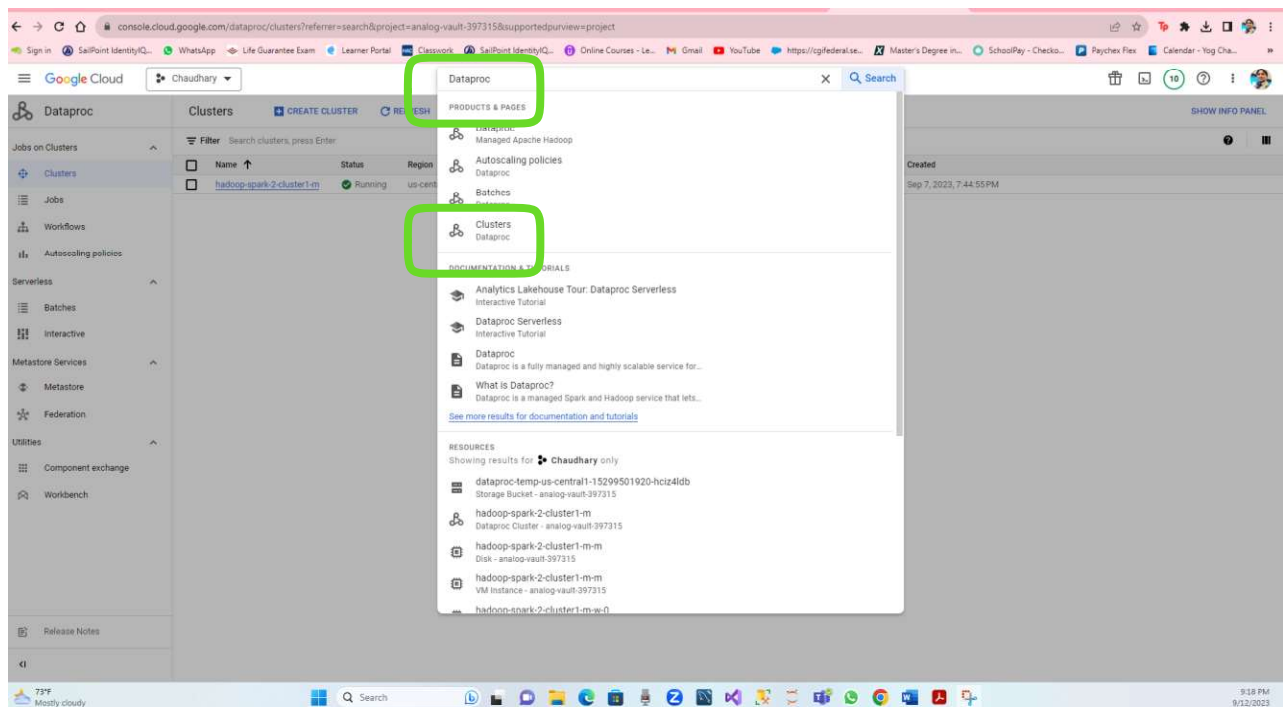 console.cloud.google.com/dataproc/clusters?referrer=search&project=analog-vault-397315&supportedpurview=project
Sign in
SailPoint IdentityIQ...
WhatsApp
Life Guarantee Exam
Learner Portal
Classwork
SailPoint IdentityIQ...
Online Courses - Le...
Gmail
YouTube
https://cgifederal.se...
Master's Degree in...
SchoolPay - Checko...
Paychex Flex
Calendar - Yog Cha...
»
Google Cloud
Chaudhary
Dataproc
X
Search
10
Dataproc
Clusters
CREATE CLUSTER
REFRESH
SHOW INFO PANEL
Jobs on Clusters
Clusters
Jobs
Workflows
Autoscaling policies
Serverless
Batches
Interactive
Metastore Services
Metastore
Federation
Utilities
Component exchange
Workbench
Release Notes
Filter Search clusters, press Enter
Name Status Region Created
hadoop-spark-2-cluster1-m Running us-cent Sep 7, 2023, 7:44:55 PM
PRODUCTS & PAGES
Dataproc
Managed Apache Hadoop
Autoscaling policies
Dataproc
Batches
Dataproc
Clusters
Dataproc
DOCUMENTATION & TUTORIALS
Analytics Lakehouse Tour: Dataproc Serverless
Interactive Tutorial
Dataproc Serverless
Interactive Tutorial
Dataproc
Dataproc is a fully managed and highly scalable service for...
What is Dataproc?
Dataproc is a managed Spark and Hadoop service that lets...
See more results for documentation and tutorials
RESOURCES
Showing results for Chaudhary only
dataproc-temp-us-central1-15299501920-hciz4ldb
Storage Bucket - analog-vault-397315
hadoop-spark-2-cluster1-m
Dataproc Cluster - analog-vault-397315
hadoop-spark-2-cluster1-m-m
Disk - analog-vault-397315
hadoop-spark-2-cluster1-m-m
VM Instance - analog-vault-397315
hadoop-spark-2-cluster1-m-w-0
73°F
Mostly cloudy
Search
9:18 PM
9/12/2023